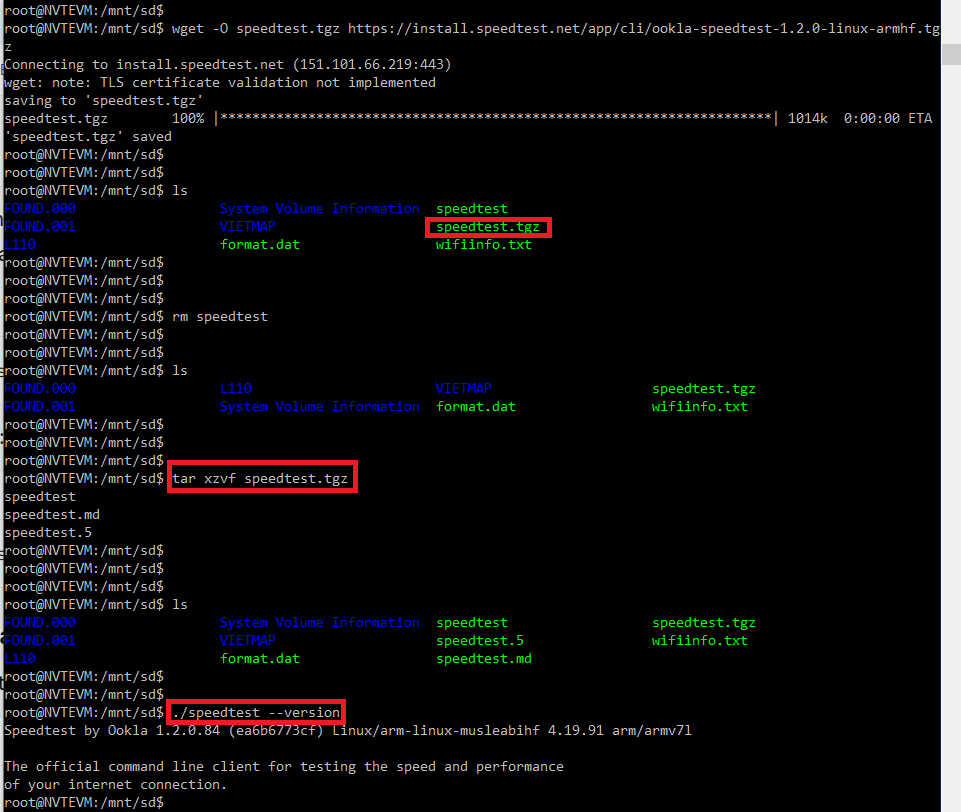 root@NVTEVM:/mnt/sd$
root@NVTEVM:/mnt/sd$ wget -O speedtest.tgz https://install.speedtest.net/app/cli/ookla-speedtest-1.2.0-linux-armhf.tg
z
Connecting to install.speedtest.net (151.101.66.219:443)
wget: note: TLS certificate validation not implemented
saving to 'speedtest.tgz'
speedtest.tgz        100% |**********************************************************************| 1014k  0:00:00 ETA
'speedtest.tgz' saved
root@NVTEVM:/mnt/sd$
root@NVTEVM:/mnt/sd$
root@NVTEVM:/mnt/sd$ ls
FOUND.000                  System Volume Information  speedtest
FOUND.001                  VIETMAP                    speedtest.tgz
L110                       format.dat                 wifiinfo.txt
root@NVTEVM:/mnt/sd$
root@NVTEVM:/mnt/sd$
root@NVTEVM:/mnt/sd$
root@NVTEVM:/mnt/sd$ rm speedtest
root@NVTEVM:/mnt/sd$
root@NVTEVM:/mnt/sd$
root@NVTEVM:/mnt/sd$ ls
FOUND.000                  L110                       VIETMAP                    speedtest.tgz
FOUND.001                  System Volume Information  format.dat                 wifiinfo.txt
root@NVTEVM:/mnt/sd$
root@NVTEVM:/mnt/sd$
root@NVTEVM:/mnt/sd$
root@NVTEVM:/mnt/sd$ tar xzvf speedtest.tgz
speedtest
speedtest.md
speedtest.5
root@NVTEVM:/mnt/sd$
root@NVTEVM:/mnt/sd$
root@NVTEVM:/mnt/sd$
root@NVTEVM:/mnt/sd$ ls
FOUND.000                  System Volume Information  speedtest                  speedtest.tgz
FOUND.001                  VIETMAP                    speedtest.5                wifiinfo.txt
L110                       format.dat                 speedtest.md
root@NVTEVM:/mnt/sd$
root@NVTEVM:/mnt/sd$
root@NVTEVM:/mnt/sd$ ./speedtest --version
Speedtest by Ookla 1.2.0.84 (ea6b6773cf) Linux/arm-linux-musleabihf 4.19.91 arm/armv7l
The official command line client for testing the speed and performance
of your internet connection.
root@NVTEVM:/mnt/sd$